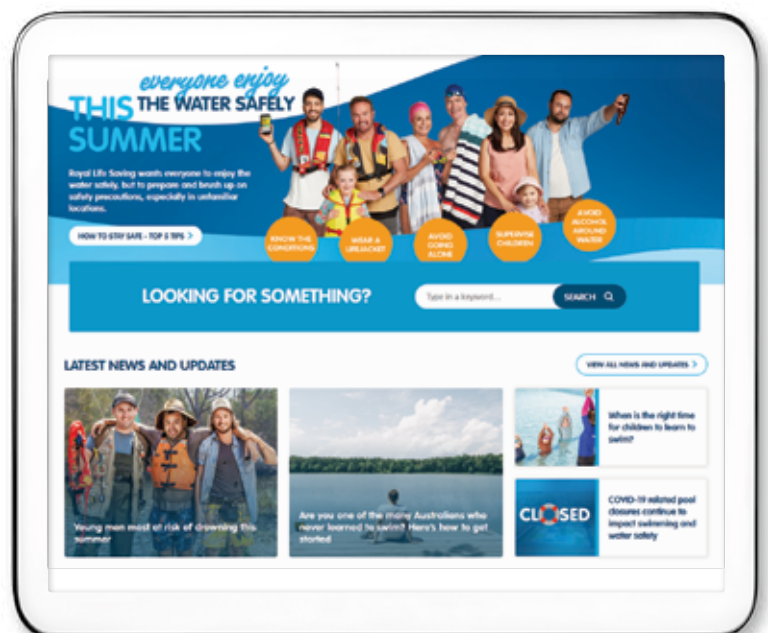 everyone enjoy
THIS THE WATER SAFELY
SUMMER
Royal Life Saving wants everyone to enjoy the
water safely, but to prepare and brush up on
safety precautions, especially in unfamiliar
locations.
HOW TO STAY SAFE - TOP 5 TIPS >
KNOW THE
CONDITIONS
WEAR A
LIFEJACKET
AVOID
GOING
ALONE
SUPERVISE
CHILDREN
AVOID
ALCOHOL
AROUND
WATER
LOOKING FOR SOMETHING?
Type in a keyword...
SEARCH
LATEST NEWS AND UPDATES
VIEW ALL NEWS AND UPDATES >
Young men most at risk of drowning this
summer
Are you one of the many Australians who
never learned to swim? Here's how to get
started
When is the right time
for children to learn to
swim?
CLOSED
COVID-19 related pool
closures continue to
impact swimming and
water safety